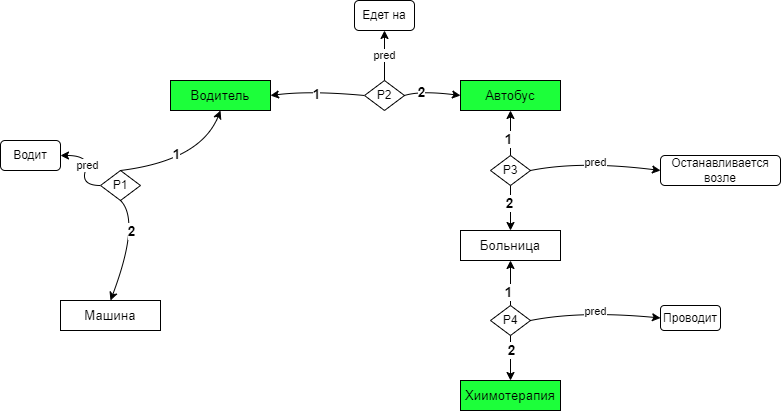 Едет на
pred
Водитель
1
P2
2
Автобус
Водит
pred
1
P1
2
Машина
1
P3
pred
Останавливается
возле
2
Больница
1
P4
pred
Проводит
2
Хиимотерапия